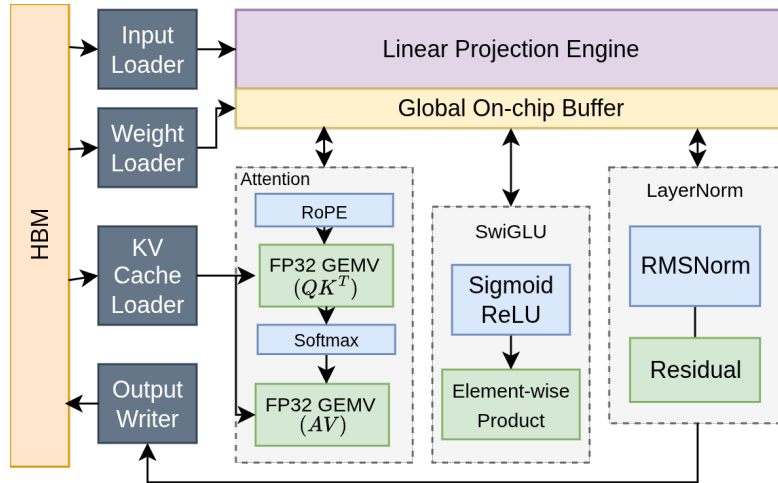 HBM
Input
Loader
Weight
Loader
KV
Cache
Loader
Output
Writer
Linear Projection Engine
Global On-chip Buffer
Attention
RoPE
FP32 GEMV
(QK^T)
Softmax
FP32 GEMV
(AV)
SwiGLU
Sigmoid
ReLU
Element-wise
Product
LayerNorm
RMSNorm
Residual